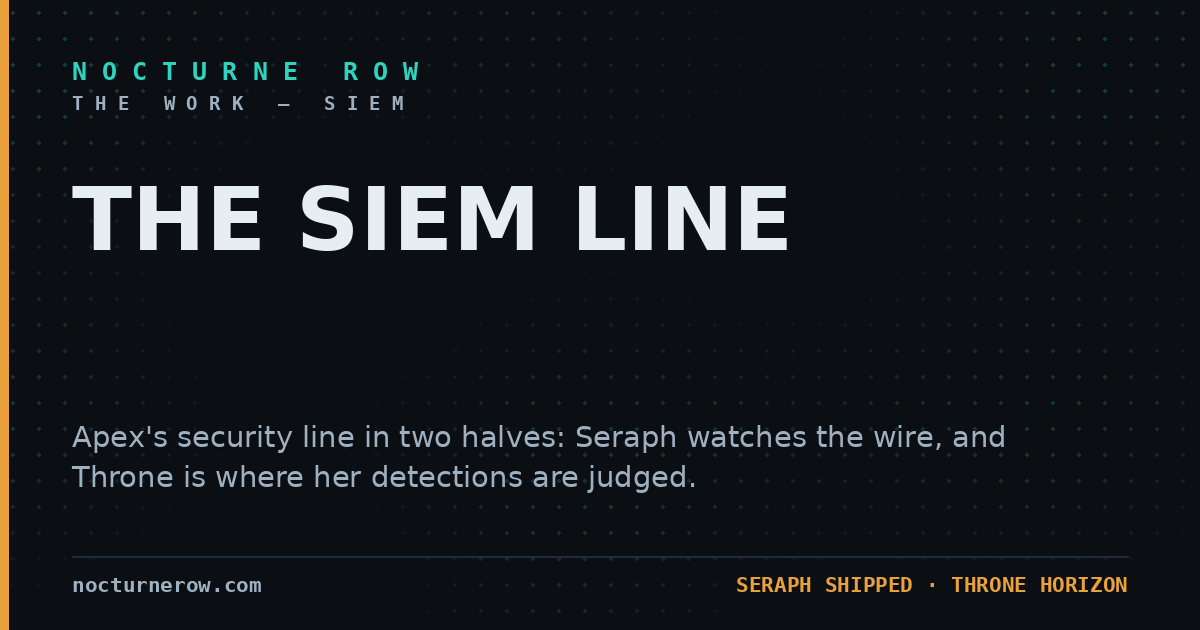 NOCTURNE ROW
THE WORK — SIEM
THE SIEM LINE
Apex's security line in two halves: Seraph watches the wire, and
Throne is where her detections are judged.
nocturnerow.com
SERAPH SHIPPED · THRONE HORIZON